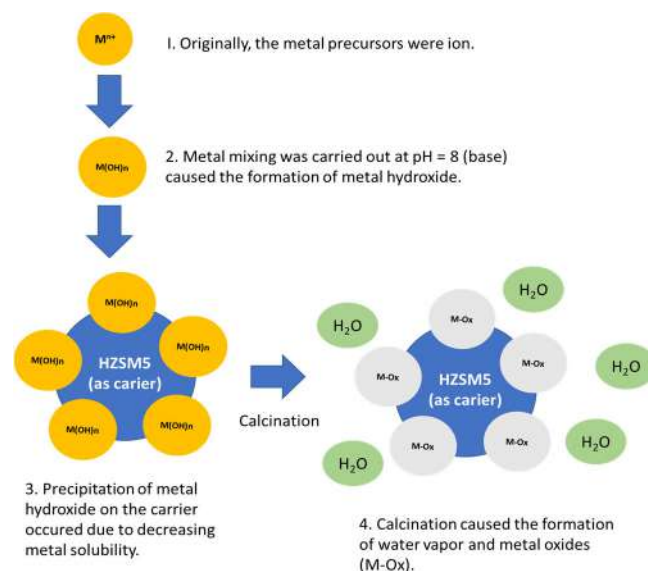 Mⁿ⁺
1. Originally, the metal precursors were ion.
M(OH)n
2. Metal mixing was carried out at pH = 8 (base)
caused the formation of metal hydroxide.
M(OH)n
M(OH)n
M(OH)n
M(OH)n
M(OH)n
HZSM5
(as carier)
Calcination
H₂O
H₂O
H₂O
H₂O
H₂O
M-Ox
M-Ox
M-Ox
M-Ox
M-Ox
HZSM5
(as carier)
3. Precipitation of metal
hydroxide on the carrier
occured due to decreasing
metal solubility.
4. Calcination caused the formation
of water vapor and metal oxides
(M-Ox).